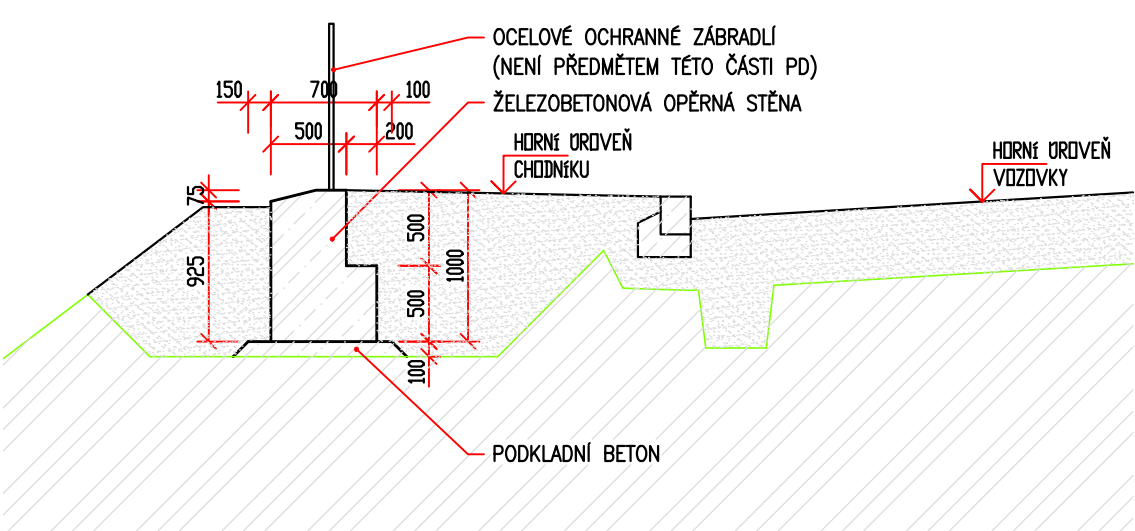 OCELOVÉ OCHRANNÉ ZÁBRADLÍ
(NENÍ PŘEDMĚTEM TÉTO ČÁSTI PD)
150
700
100
ŽELEZOBETONOVÁ OPĚRNÁ STĚNA
500
200
HORNÍ ÚROVEŇ
CHODNÍKU
HORNÍ ÚROVEŇ
VOZOVKY
75
925
500
1000
500
100
PODKLADNÍ BETON